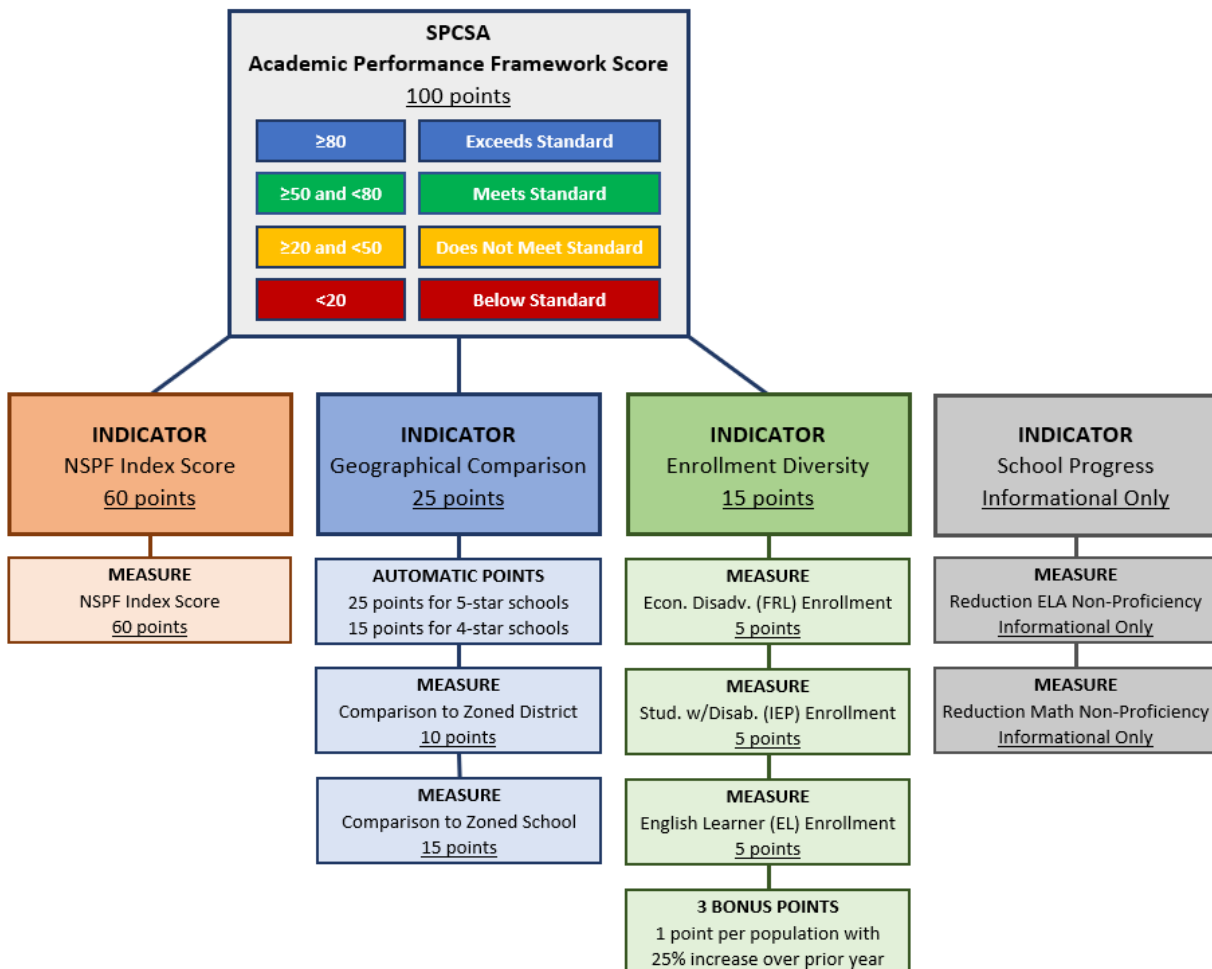 SPCSA
Academic Performance Framework Score
100 points
≥80
Exceeds Standard
≥50 and <80
Meets Standard
≥20 and <50
Does Not Meet Standard
<20
Below Standard
INDICATOR
NSPF Index Score
60 points
MEASURE
NSPF Index Score
60 points
INDICATOR
Geographical Comparison
25 points
AUTOMATIC POINTS
25 points for 5-star schools
15 points for 4-star schools
MEASURE
Comparison to Zoned District
10 points
MEASURE
Comparison to Zoned School
15 points
INDICATOR
Enrollment Diversity
15 points
MEASURE
Econ. Disadv. (FRL) Enrollment
5 points
MEASURE
Stud. w/Disab. (IEP) Enrollment
5 points
MEASURE
English Learner (EL) Enrollment
5 points
3 BONUS POINTS
1 point per population with
25% increase over prior year
INDICATOR
School Progress
Informational Only
MEASURE
Reduction ELA Non-Proficiency
Informational Only
MEASURE
Reduction Math Non-Proficiency
Informational Only